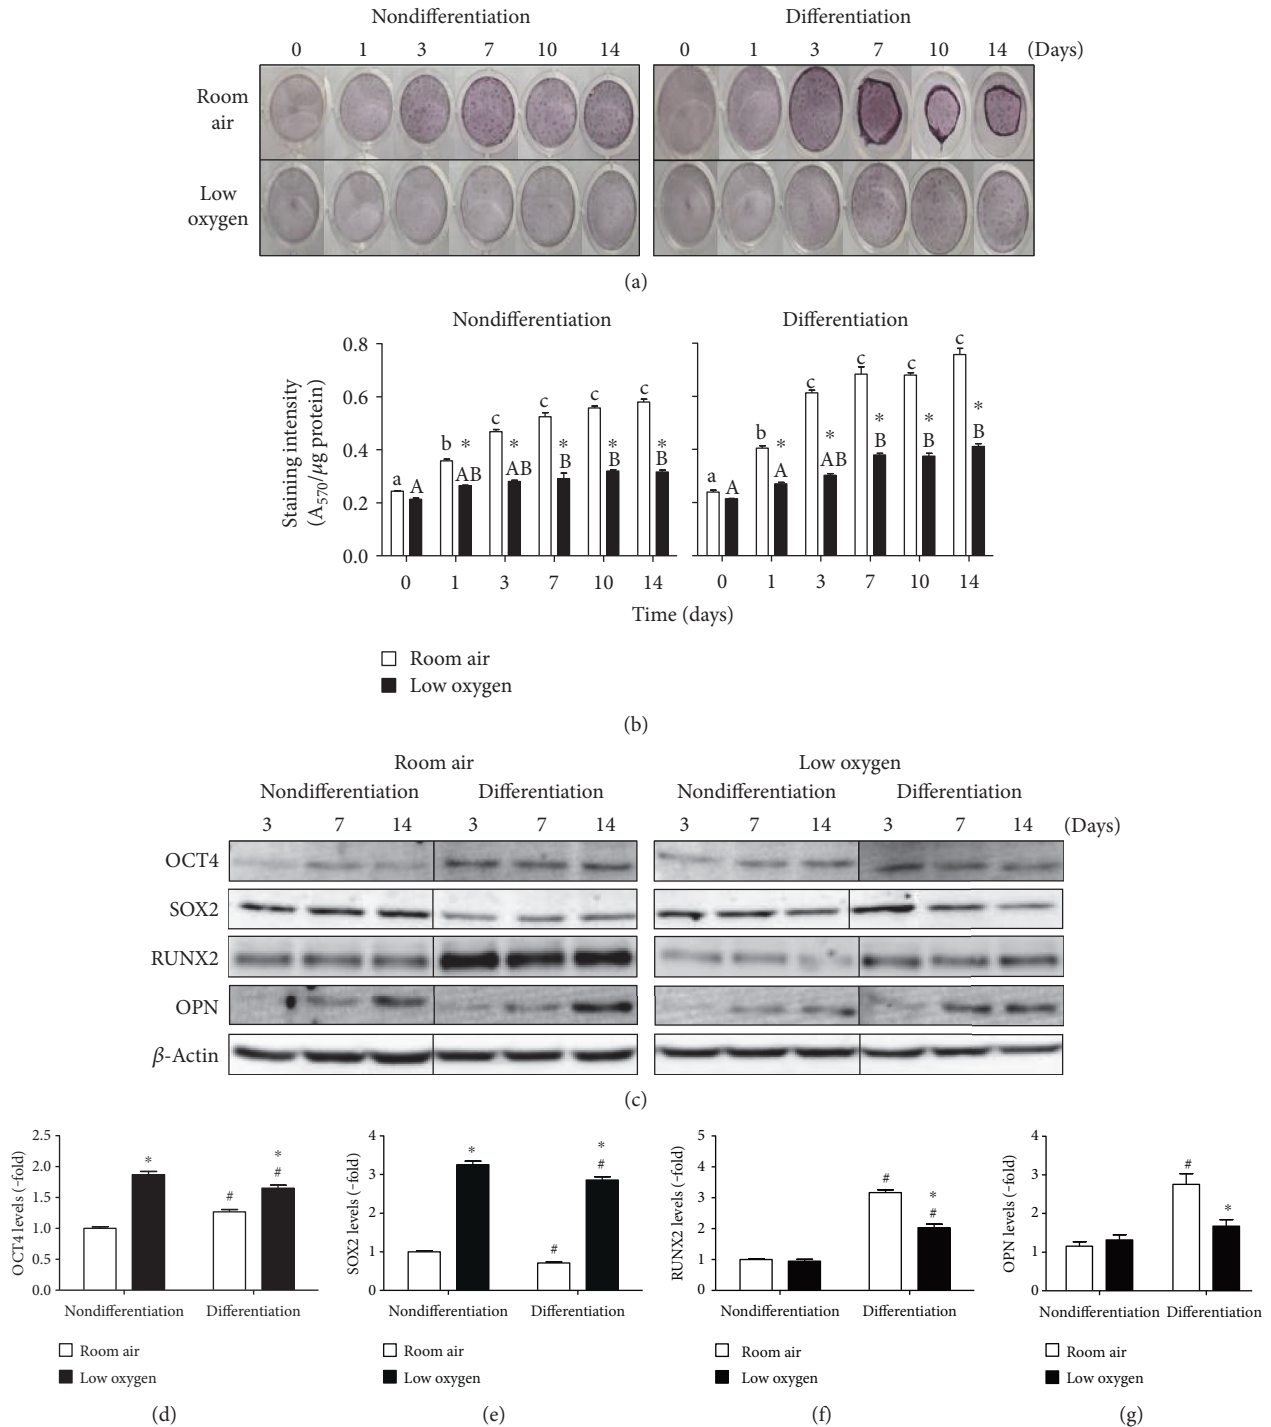 Nondifferentiation Differentiation
0 1 3 7 10 14 0 1 3 7 10 14 (Days)
Room
air
Low
oxygen
(a)
Nondifferentiation Differentiation
Staining intensity
(A570/μg protein)
0.8
0.6
0.4
0.2
0.0
a A b * AB c * AB c * B c * B c * B
a A b * A c * AB c * B c * B c * B
0 1 3 7 10 14 0 1 3 7 10 14
Time (days)
Room air
Low oxygen
(b)
Room air Low oxygen
Nondifferentiation Differentiation Nondifferentiation Differentiation
3 7 14 3 7 14 3 7 14 3 7 14 (Days)
OCT4
SOX2
RUNX2
OPN
β-Actin
(c)
OCT4 levels (-fold)
2.5
2.0
1.5
1.0
0.5
0.0
* # * #
Nondifferentiation Differentiation
Room air
Low oxygen
(d)
SOX2 levels (-fold)
4
3
2
1
0
* # * #
Nondifferentiation Differentiation
Room air
Low oxygen
(e)
RUNX2 levels (-fold)
5
4
3
2
1
0
# * #
Nondifferentiation Differentiation
Room air
Low oxygen
(f)
OPN levels (-fold)
4
3
2
1
0
# *
Nondifferentiation Differentiation
Room air
Low oxygen
(g)